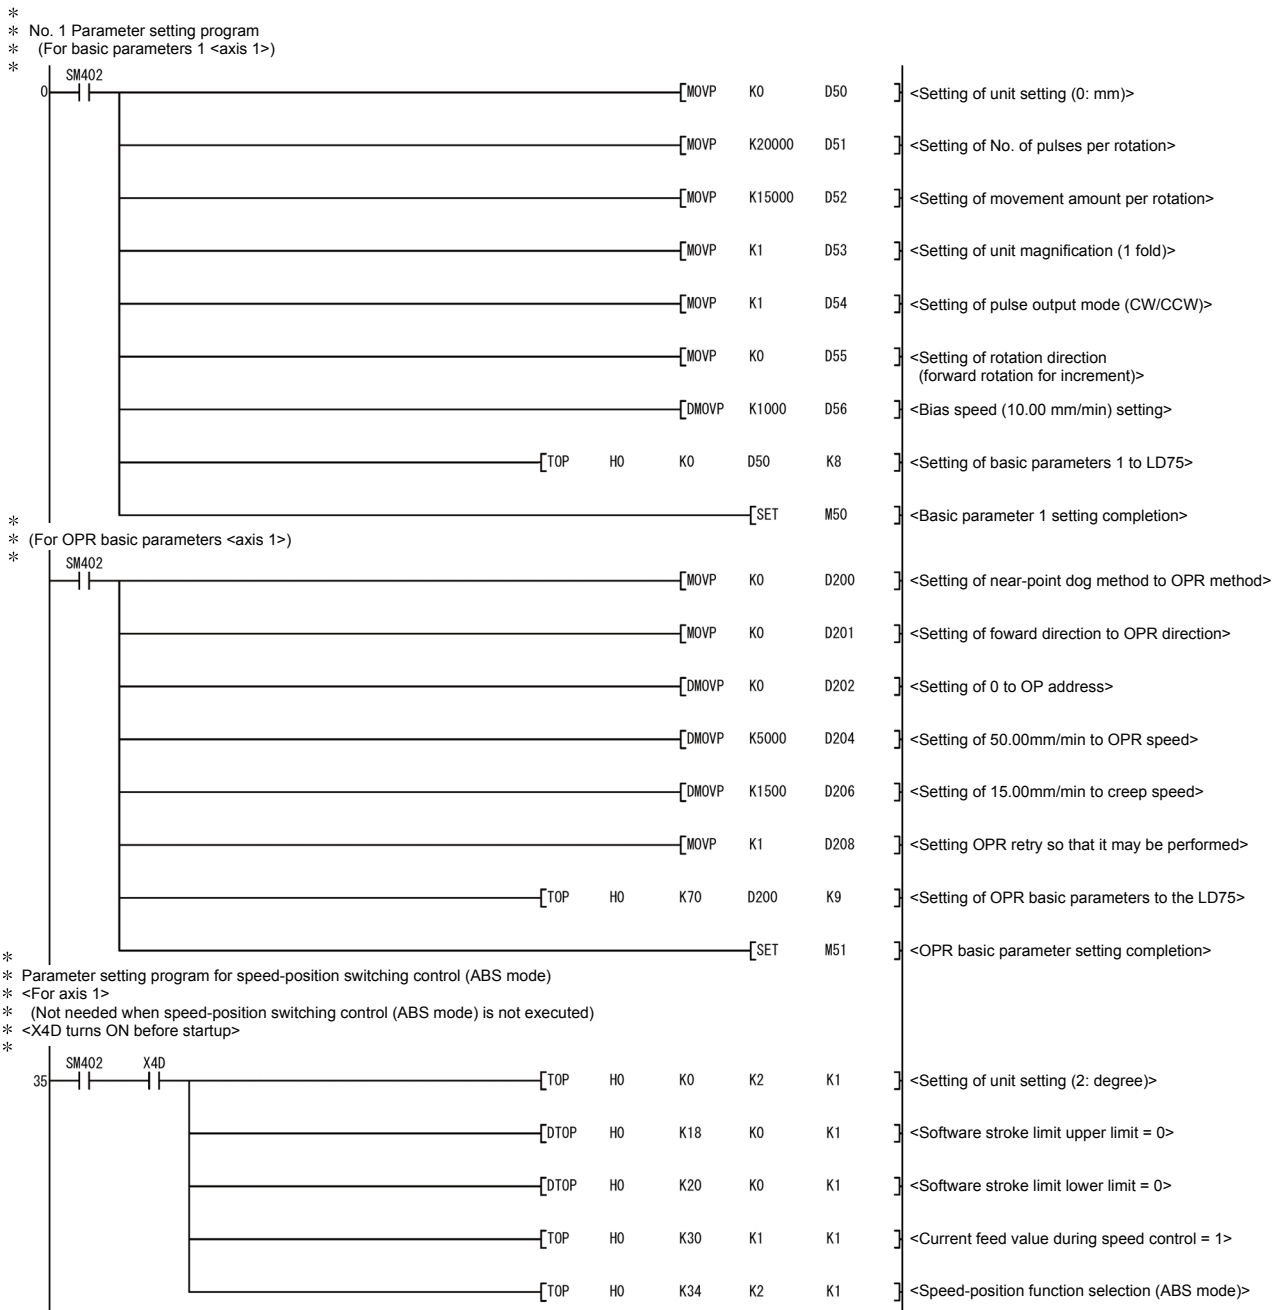 *
* No. 1 Parameter setting program
* (For basic parameters 1 <axis 1>)
*
SM402
0 MOVP K0 D50 <Setting of unit setting (0: mm)>
MOVP K20000 D51 <Setting of No. of pulses per rotation>
MOVP K15000 D52 <Setting of movement amount per rotation>
MOVP K1 D53 <Setting of unit magnification (1 fold)>
MOVP K1 D54 <Setting of pulse output mode (CW/CCW)>
MOVP K0 D55 <Setting of rotation direction
(forward rotation for increment)>
DMOVP K1000 D56 <Bias speed (10.00 mm/min) setting>
TOP H0 K0 D50 K8 <Setting of basic parameters 1 to LD75>
SET M50 <Basic parameter 1 setting completion>
*
* (For OPR basic parameters <axis 1>)
*
SM402
MOVP K0 D200 <Setting of near-point dog method to OPR method>
MOVP K0 D201 <Setting of foward direction to OPR direction>
DMOVP K0 D202 <Setting of 0 to OP address>
DMOVP K5000 D204 <Setting of 50.00mm/min to OPR speed>
DMOVP K1500 D206 <Setting of 15.00mm/min to creep speed>
MOVP K1 D208 <Setting OPR retry so that it may be performed>
TOP H0 K70 D200 K9 <Setting of OPR basic parameters to the LD75>
SET M51 <OPR basic parameter setting completion>
*
* Parameter setting program for speed-position switching control (ABS mode)
* <For axis 1>
* (Not needed when speed-position switching control (ABS mode) is not executed)
* <X4D turns ON before startup>
*
SM402 X4D
35 TOP H0 K0 K2 K1 <Setting of unit setting (2: degree)>
DTOP H0 K18 K0 K1 <Software stroke limit upper limit = 0>
DTOP H0 K20 K0 K1 <Software stroke limit lower limit = 0>
TOP H0 K30 K1 K1 <Current feed value during speed control = 1>
TOP H0 K34 K2 K1 <Speed-position function selection (ABS mode)>